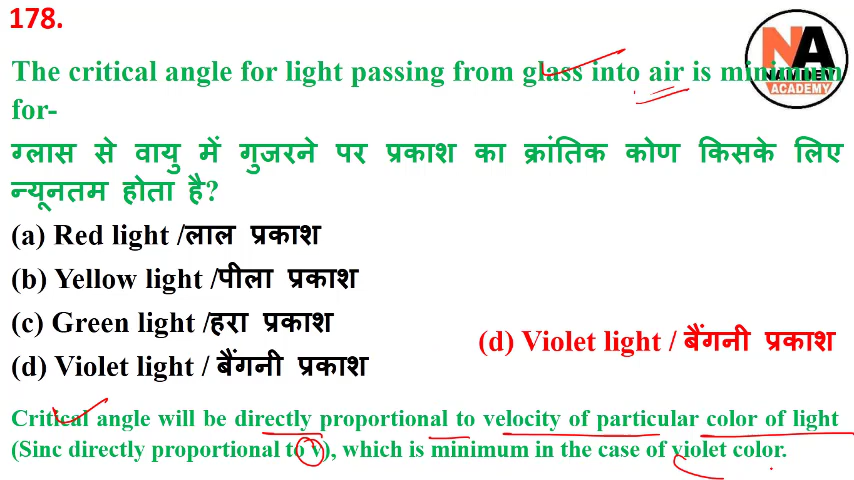 178.
NA
NAMDEV
ACADEMY
The critical angle for light passing from glass into air is minimum
for-
ग्लास से वायु में गुजरने पर प्रकाश का क्रांतिक कोण किसके लिए
न्यूनतम होता है?
(a) Red light /लाल प्रकाश
(b) Yellow light /पीला प्रकाश
(c) Green light /हरा प्रकाश
(d) Violet light / बैंगनी प्रकाश
(d) Violet light / बैंगनी प्रकाश
Critical angle will be directly proportional to velocity of particular color of light
(Sinc directly proportional to v), which is minimum in the case of violet color.